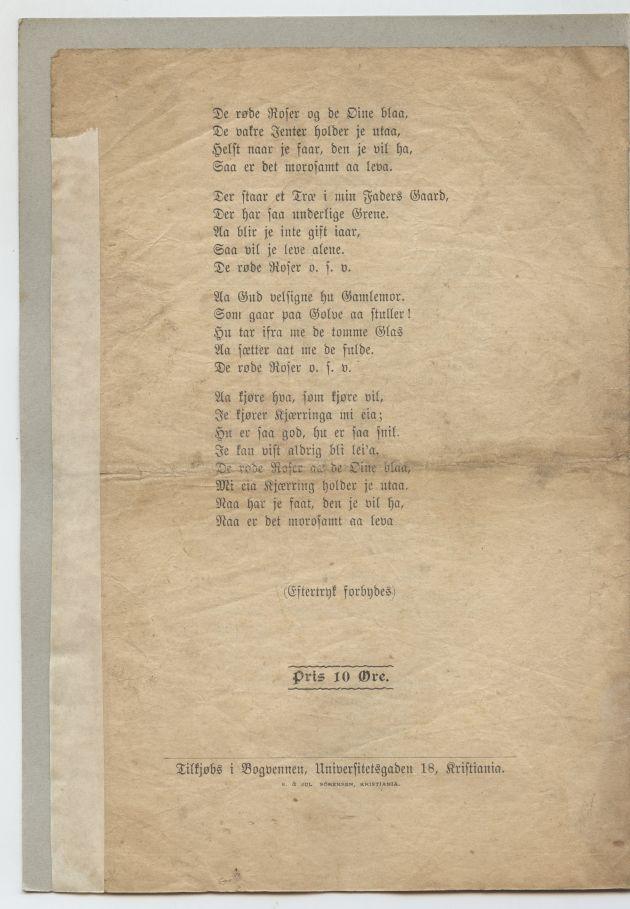 De røde Roser og de Øine blaa,
De vakre Jenter holder je utaa,
Helst naar je faar, den je vil ha,
Saa er det morosamt aa leva.
Der staar et Træ i min Faders Gaard,
Der har saa underlige Grene.
Aa blir je inte gift iaar,
Saa vil je leve alene.
De røde Roser o. s. v.
Aa Gud velsigne hu Gamlemor.
Som gaar paa Golve aa stuller!
Hu tar ifra me de tomme Glas
Aa sætter aat me de fulde.
De røde Roser o. s. v.
Aa kjøre hva, som kjøre vil,
Je kjører Kjærringa mi eia;
Hu er saa god, hu er saa snil.
Je kan vist aldrig bli lei'a.
De røde Roser aa de Øine blaa,
Mi eia Kjærring holder je utaa.
Naa har je faat, den je vil ha,
Naa er det morosamt aa leva
(Eftertryk forbydes)
Pris 10 Øre.
Tilkjøbs i Bogvennen, Universitetsgaden 18, Kristiania.
& JUL SÖRENSEN, KRISTIANIA.